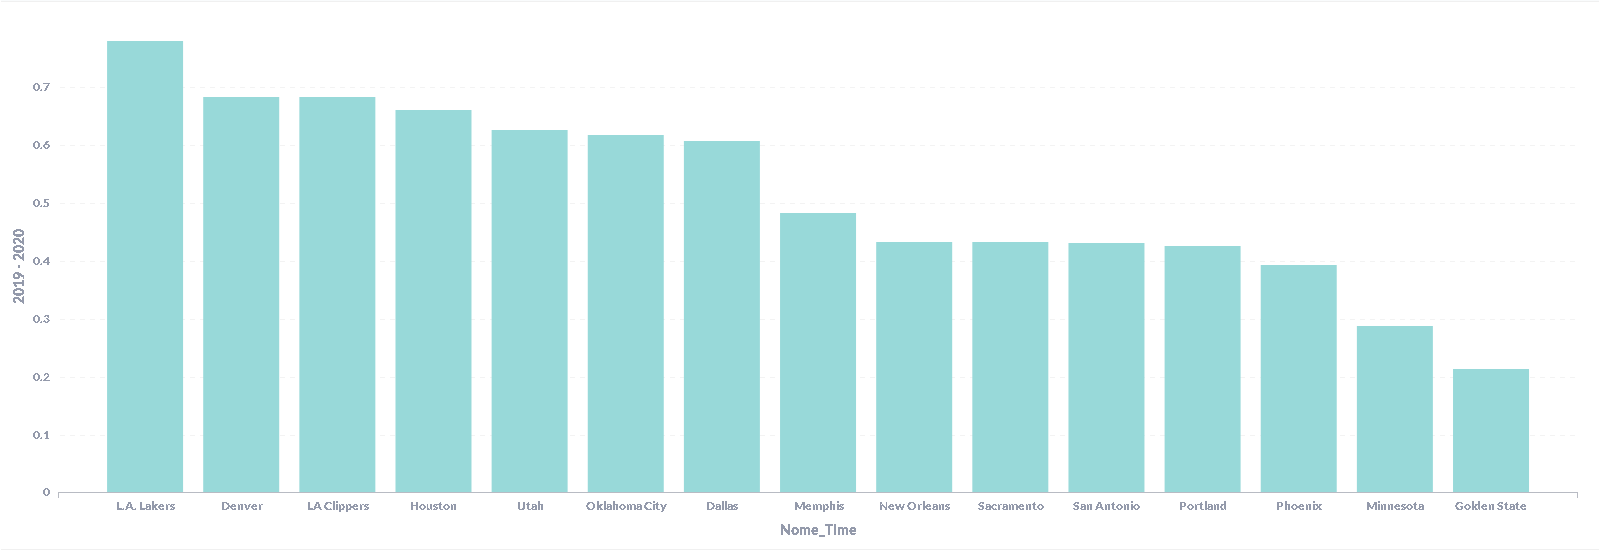 0.7
0.6
0.5
0.4
0.3
0.2
0.1
0
2019 - 2020
L.A. Lakers
Denver
LA Clippers
Houston
Utah
Oklahoma City
Dallas
Memphis
New Orleans
Sacramento
San Antonio
Portland
Phoenix
Minnesota
Golden State
Nome_Time